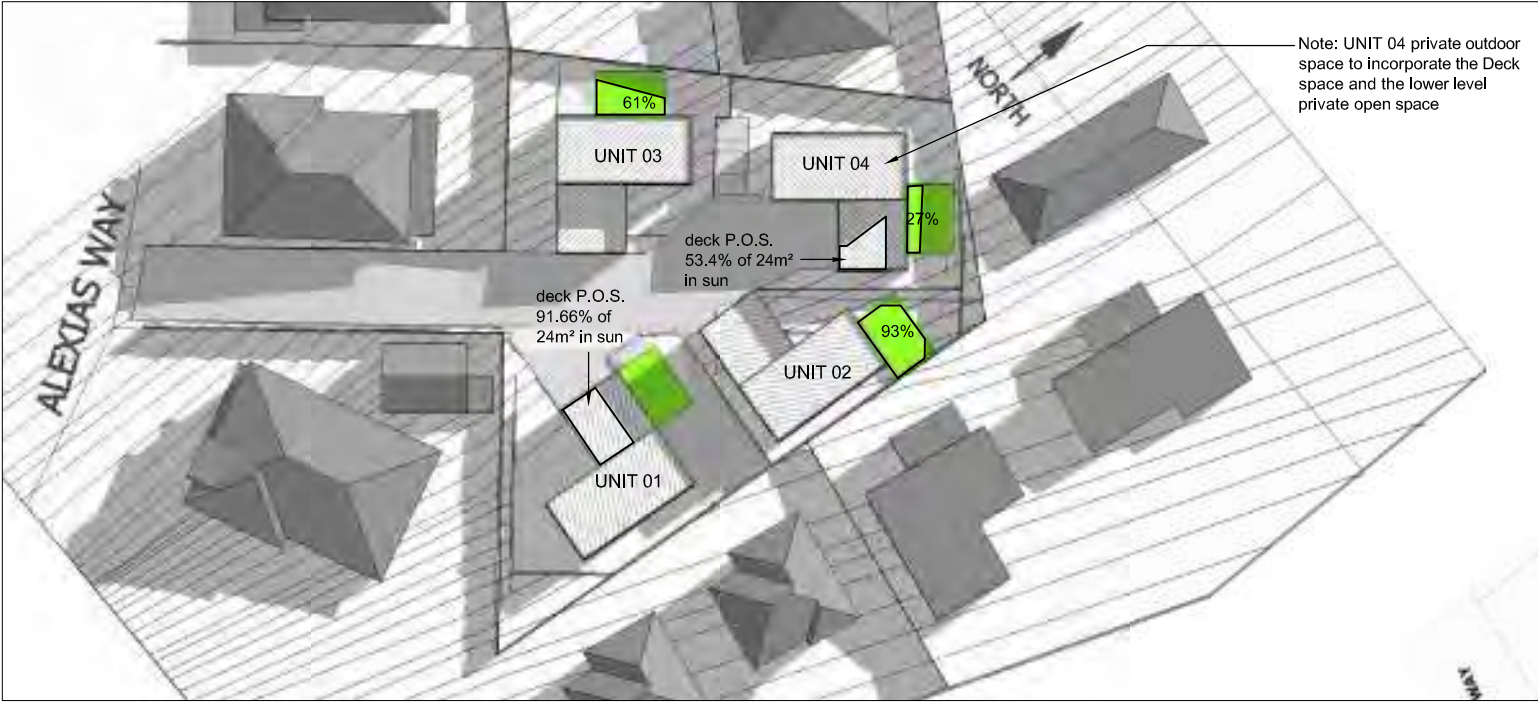 Note: UNIT 04 private outdoor
space to incorporate the Deck
space and the lower level
private open space
NORTH
61%
UNIT 03
UNIT 04
27%
deck P.O.S.
53.4% of 24m²
in sun
ALEXIAS WAY
deck P.O.S.
91.66% of
24m² in sun
93%
UNIT 02
UNIT 01
WAY